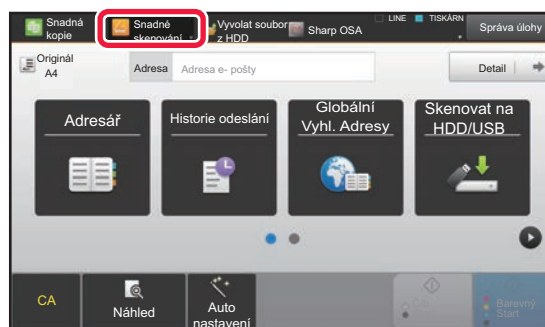 Snadná
kopie
Snadné
skenování
Vyvolat soubor
z HDD
Sharp OSA
LINE
TISKÁRN
Správa úlohy
Originál
A4
Adresa
Adresa e- pošty
Detail
Adresář
Historie odeslání
Globální
Vyhl. Adresy
Skenovat na
HDD/USB
CA
Náhled
Auto
nastavení
Barevný
Start